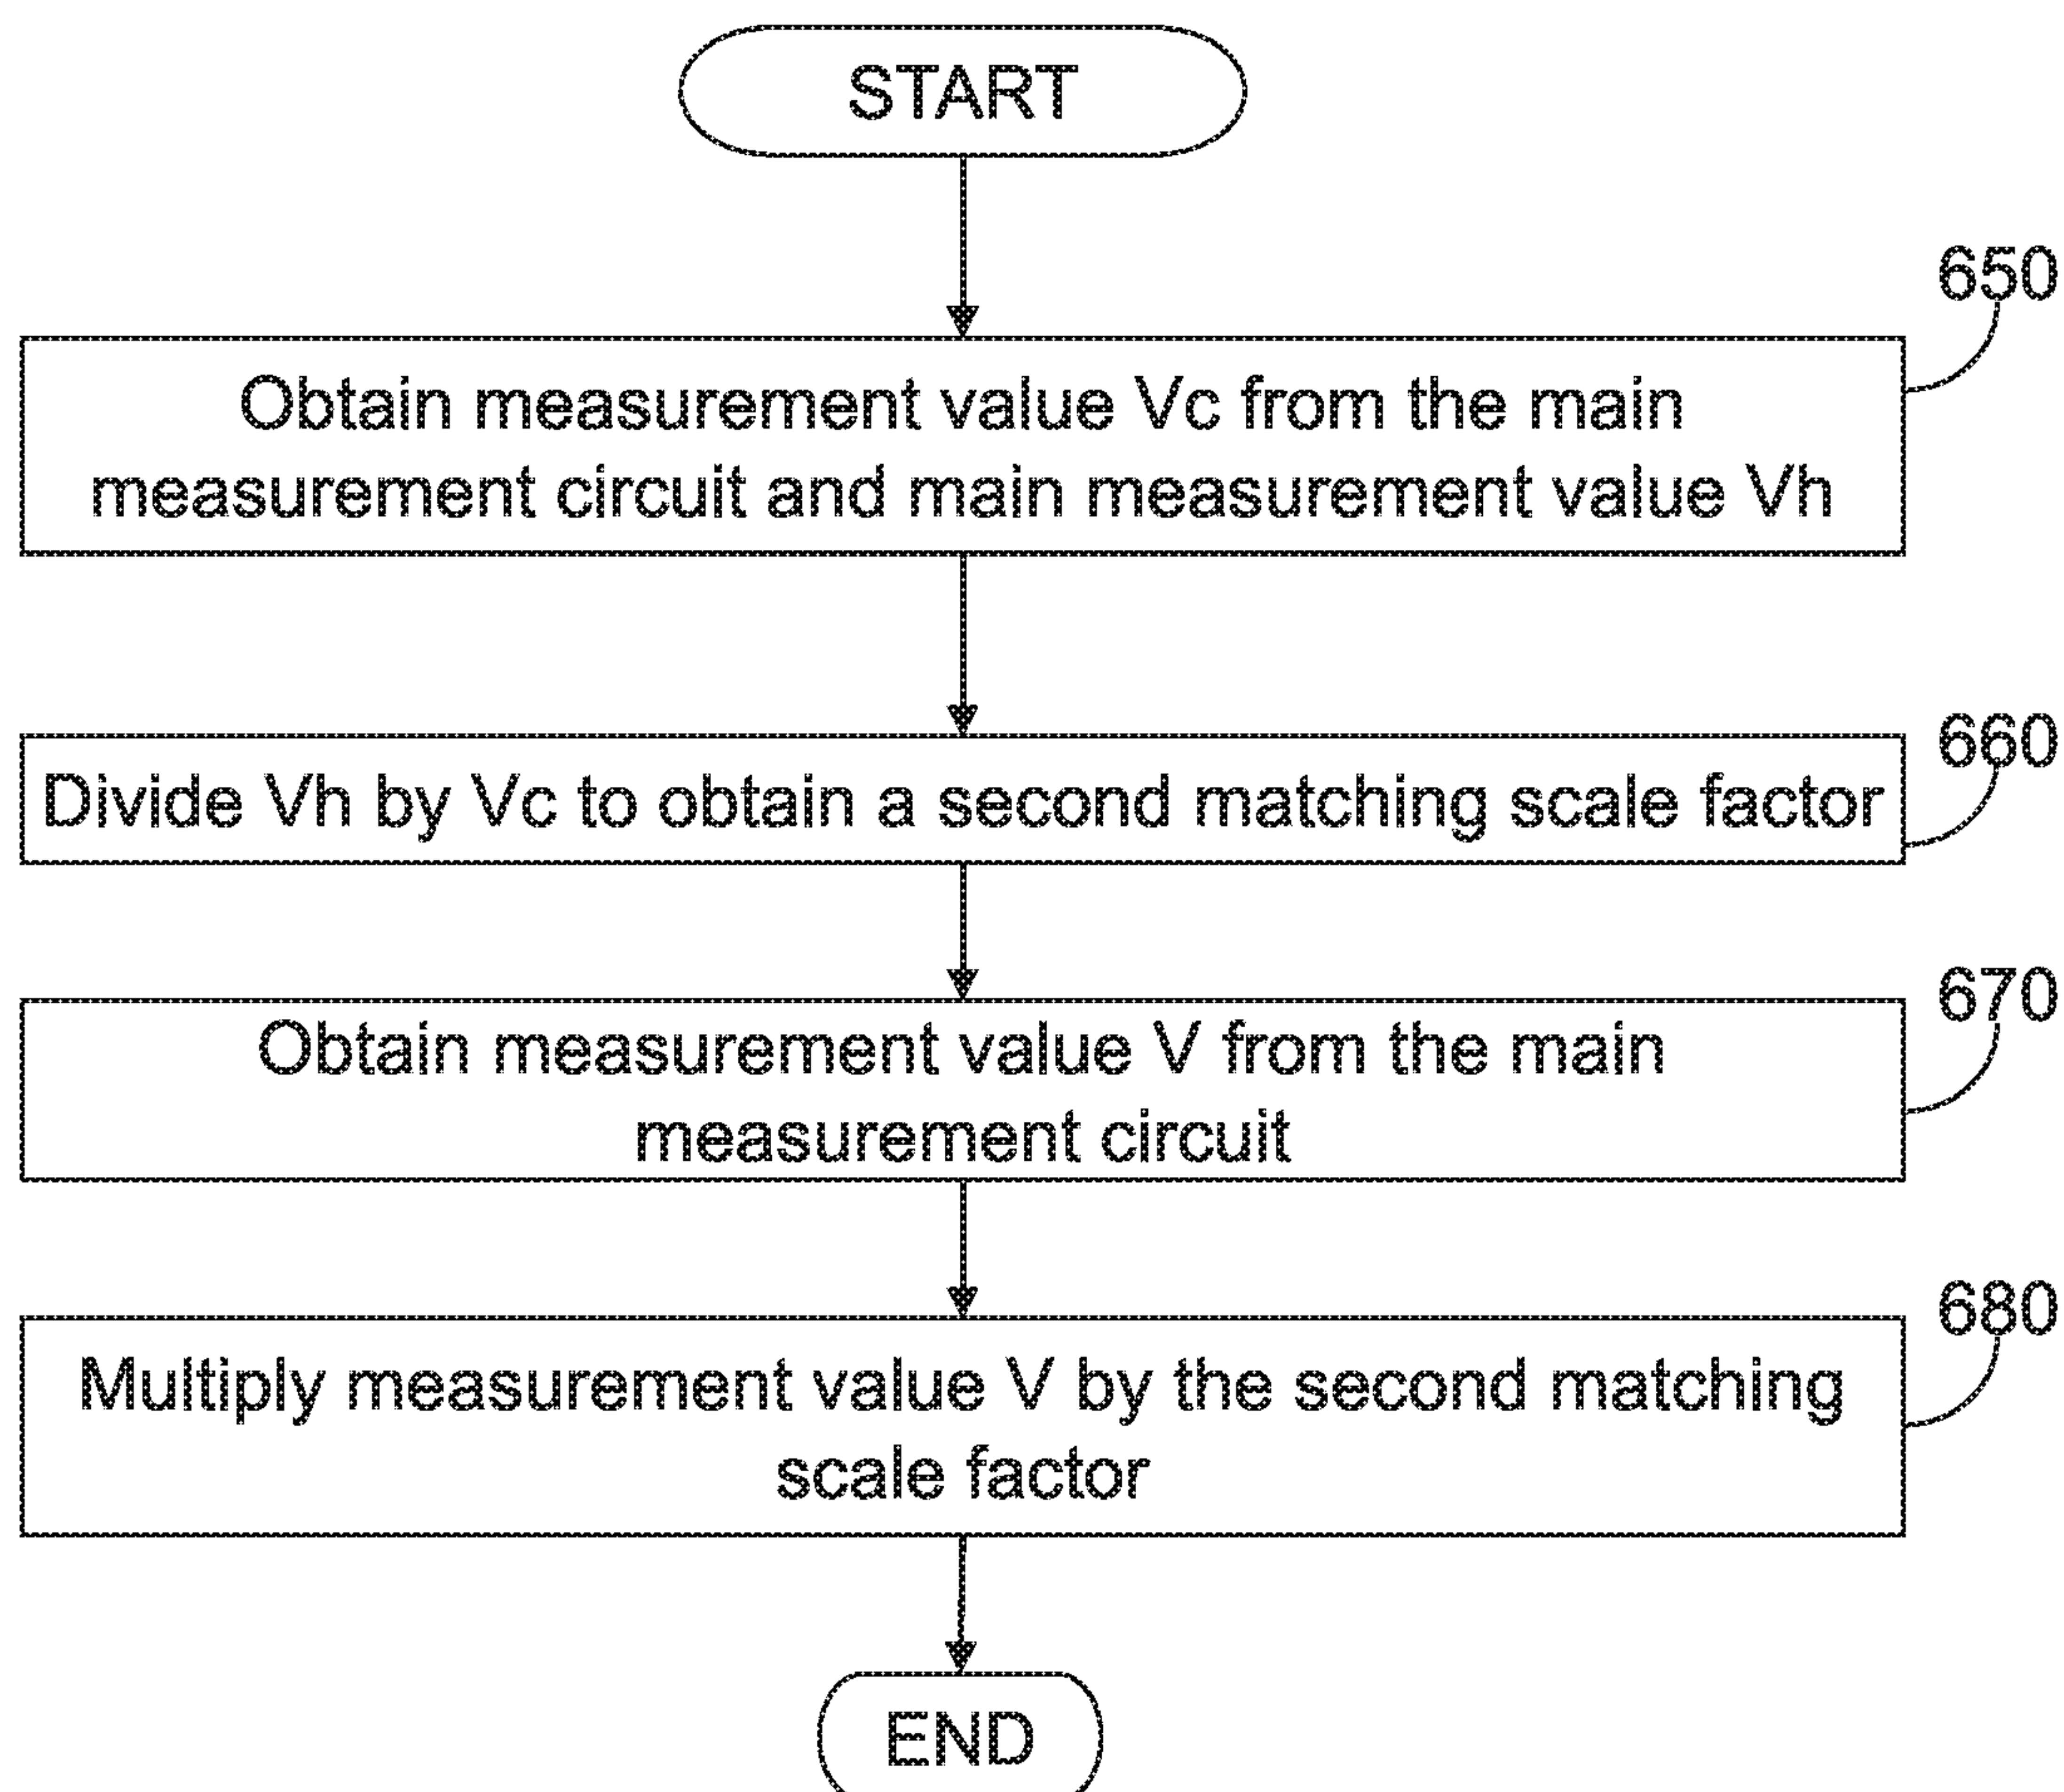 START
650
Obtain measurement value Vc from the main
measurement circuit and main measurement value Vh
660
Divide Vh by Vc to obtain a second matching scale factor
670
Obtain measurement value V from the main
measurement circuit
680
Multiply measurement value V by the second matching
scale factor
END